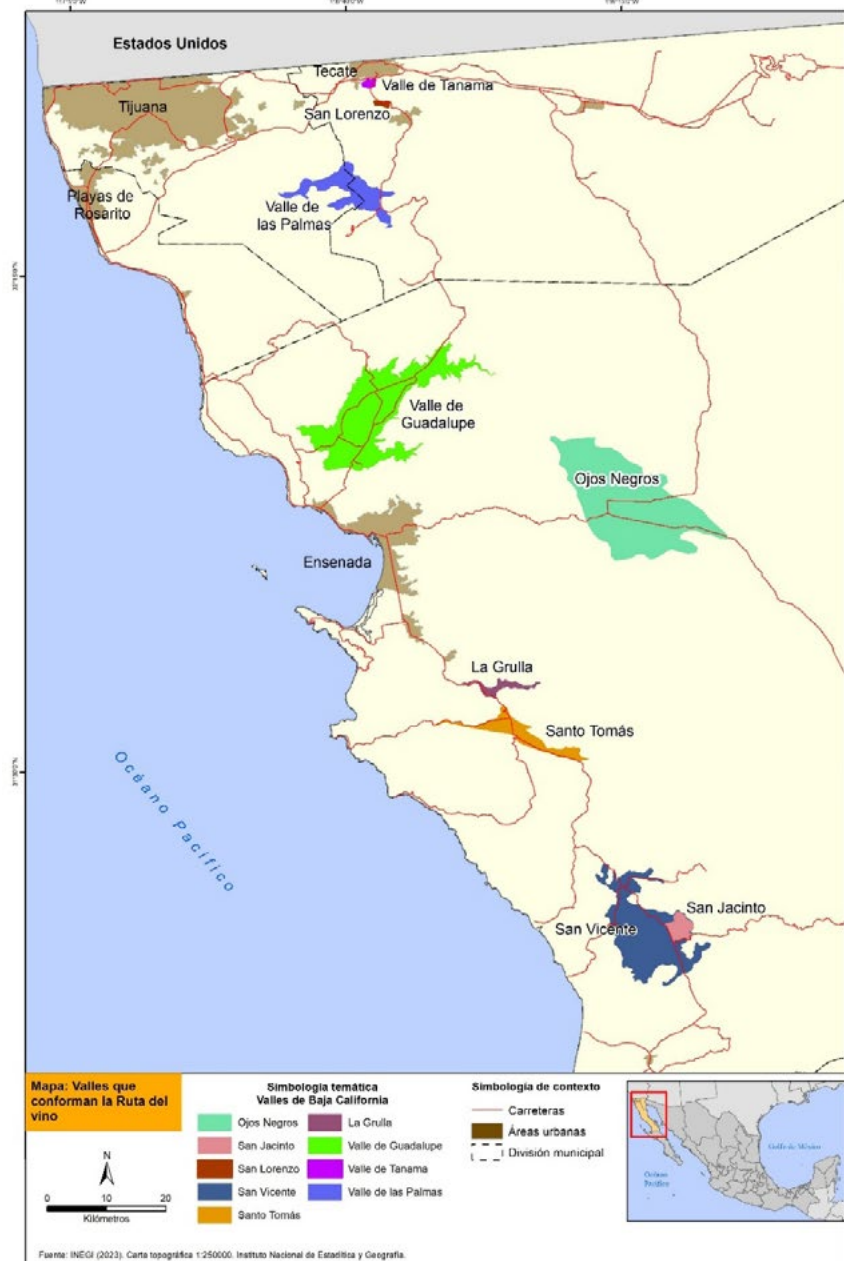 Estados Unidos
Tecate
Valle de Tanama
Tijuana
San Lorenzo
Playas de
Rosarito
Valle de
las Palmas
Valle de
Guadalupe
Ojos Negros
Ensenada
La Grulla
Santo Tomás
Océano Pacífico
San Jacinto
San Vicente
Mapa: Valles que
conforman la Ruta del
vino
N
0 10 20
Kilómetros
Simbología temática
Valles de Baja California
Ojos Negros
San Jacinto
San Lorenzo
San Vicente
Santo Tomás
La Grulla
Valle de Guadalupe
Valle de Tanama
Valle de las Palmas
Simbología de contexto
Carreteras
Áreas urbanas
División municipal
Golfo de México
Océano
Pacífico
Fuente: INEGI (2023). Carta topográfica 1:250000. Instituto Nacional de Estadítica y Geografía.